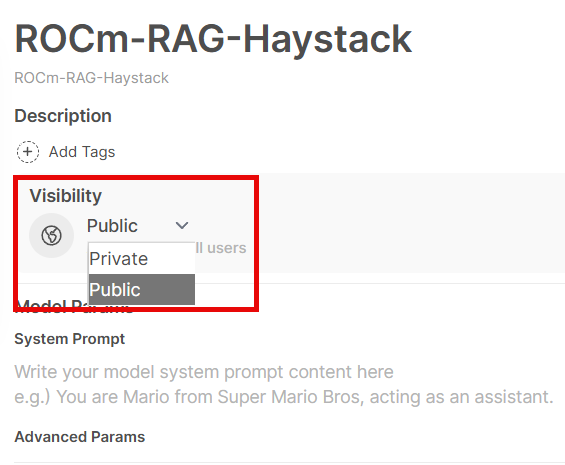 ROCm-RAG-Haystack
ROCm-RAG-Haystack
Description
Add Tags
Visibility
Public
ll users
Private
Public
Model Params
System Prompt
Write your model system prompt content here
e.g.) You are Mario from Super Mario Bros, acting as an assistant.
Advanced Params